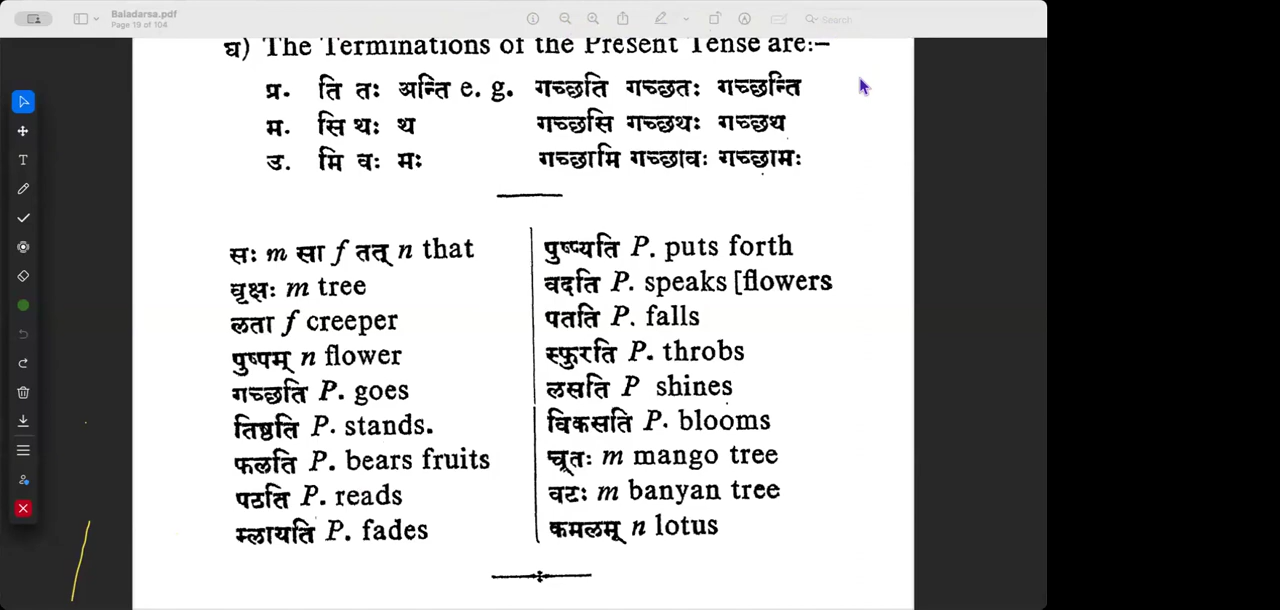 Baladarsa.pdf
Page 19 of 104
Search
घ) The Terminations of the Present Tense are:–
प्र. ति तः अन्ति e. g. गच्छति गच्छतः गच्छन्ति
म. सि थः थ गच्छसि गच्छथः गच्छथ
उ. मि वः मः गच्छामि गच्छावः गच्छामः
सः m सा f तत् n that
वृक्षः m tree
लता f creeper
पुष्पम् n flower
गच्छति P. goes
तिष्ठति P. stands.
फलति P. bears fruits
पठति P. reads
म्लायति P. fades
पुष्प्यति P. puts forth
वदति P. speaks [flowers
पतति P. falls
स्फुरति P. throbs
लसति P shines
विकसति P. blooms
चूतः m mango tree
वटः m banyan tree
कमलमू n lotus